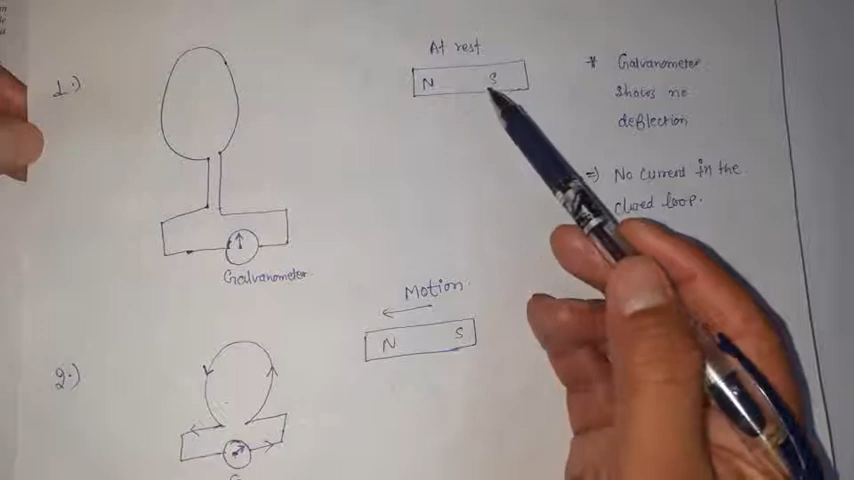 1.)
At rest
N S
* Galvanometer
shows no
deflection
=) No current in the
closed loop.
Galvanometer
Motion
N S
2.)